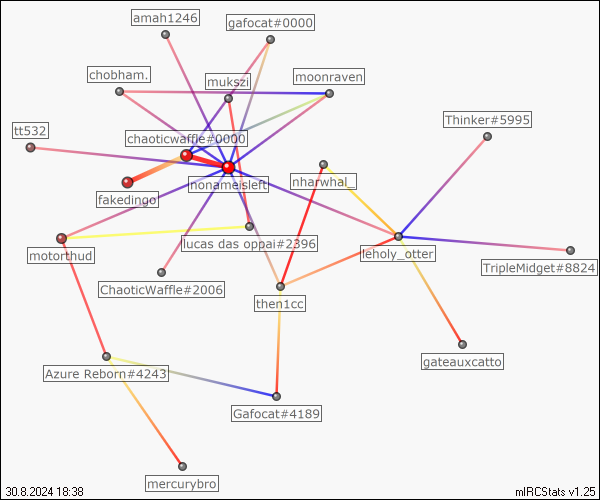 amah1246
gafocat#0000
chobham.
mukszi
moonraven
Thinker#5995
tt532
chaoticwaffle#0000
nharwhal_
fakedingo
nonameisleft
motorthud
lucas das oppai#2396
leholy_otter
TripleMidget#8824
ChaoticWaffle#2006
then1cc
gateauxcatto
Azure Reborn#4243
Gafocat#4189
mercurybro
30.8.2024 18:38
mIRCStats v1.25